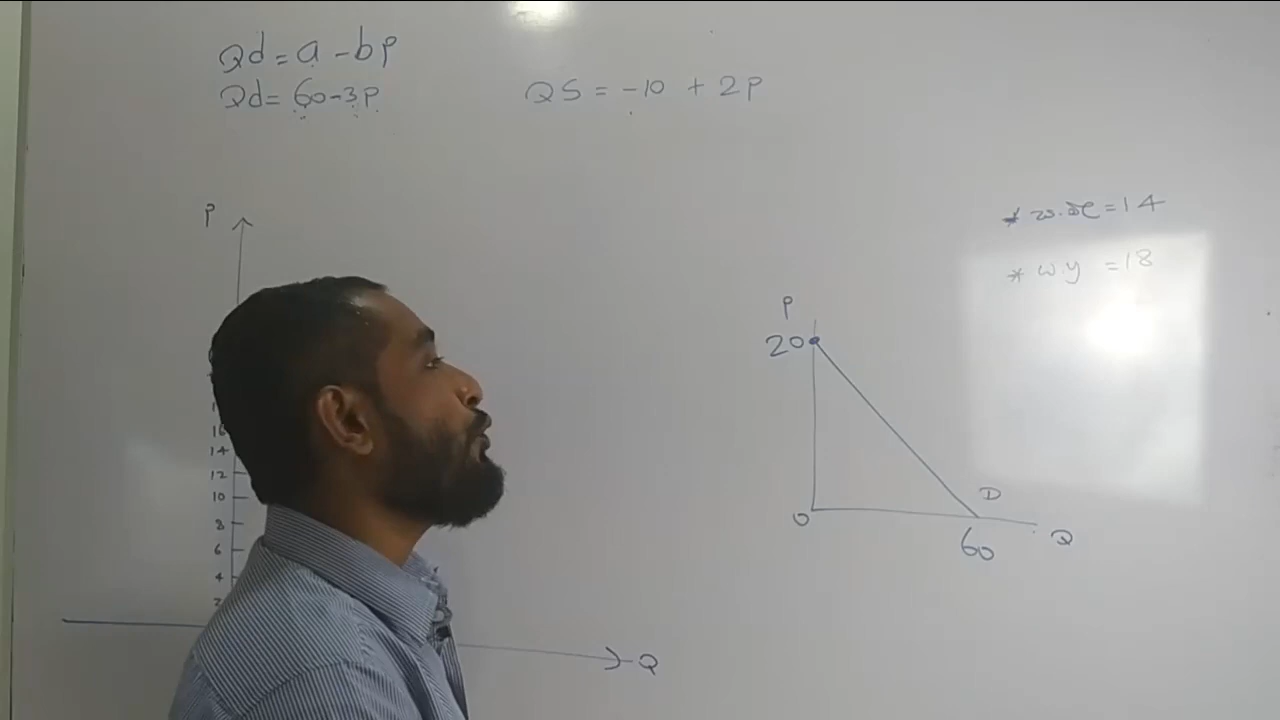 Qd = a - bp
Qd = 60 - 3p
QS = -10 + 2p
P
16
14
12
10
8
6
4
2
Q
P
20
0
D
60
Q
* w.y = 18